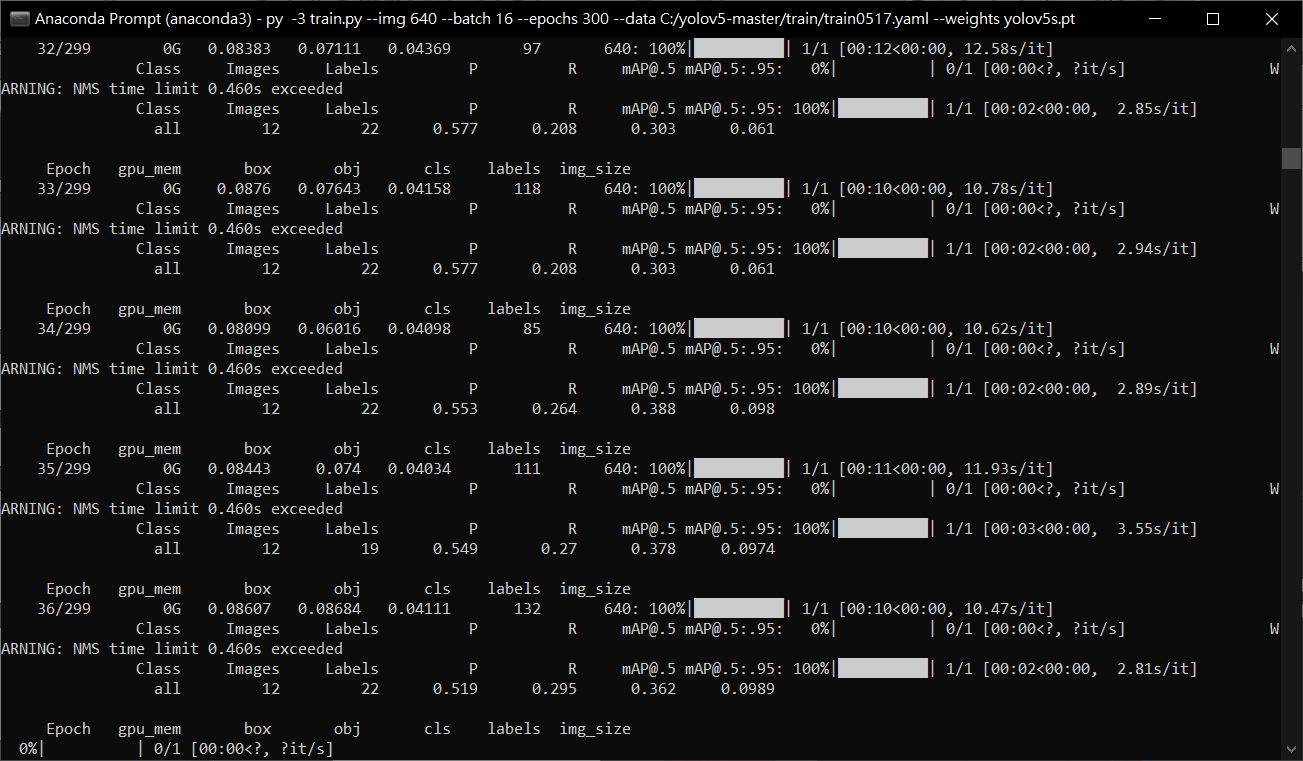 Anaconda Prompt (anaconda3) - py -3 train.py --img 640 --batch 16 --epochs 300 --data C:/yolov5-master/train/train0517.yaml --weights yolov5s.pt
32/299 0G 0.08383 0.07111 0.04369 97 640: 100%| | 1/1 [00:12<00:00, 12.58s/it]
Class Images Labels P R mAP@.5 mAP@.5:.95: 0%| | 0/1 [00:00<?, ?it/s] W
ARNING: NMS time limit 0.460s exceeded
Class Images Labels P R mAP@.5 mAP@.5:.95: 100%| | 1/1 [00:02<00:00, 2.85s/it]
all 12 22 0.577 0.208 0.303 0.061
Epoch gpu_mem box obj cls labels img_size
33/299 0G 0.0876 0.07643 0.04158 118 640: 100%| | 1/1 [00:10<00:00, 10.78s/it]
Class Images Labels P R mAP@.5 mAP@.5:.95: 0%| | 0/1 [00:00<?, ?it/s] W
ARNING: NMS time limit 0.460s exceeded
Class Images Labels P R mAP@.5 mAP@.5:.95: 100%| | 1/1 [00:02<00:00, 2.94s/it]
all 12 22 0.577 0.208 0.303 0.061
Epoch gpu_mem box obj cls labels img_size
34/299 0G 0.08099 0.06016 0.04098 85 640: 100%| | 1/1 [00:10<00:00, 10.62s/it]
Class Images Labels P R mAP@.5 mAP@.5:.95: 0%| | 0/1 [00:00<?, ?it/s] W
ARNING: NMS time limit 0.460s exceeded
Class Images Labels P R mAP@.5 mAP@.5:.95: 100%| | 1/1 [00:02<00:00, 2.89s/it]
all 12 22 0.553 0.264 0.388 0.098
Epoch gpu_mem box obj cls labels img_size
35/299 0G 0.08443 0.074 0.04034 111 640: 100%| | 1/1 [00:11<00:00, 11.93s/it]
Class Images Labels P R mAP@.5 mAP@.5:.95: 0%| | 0/1 [00:00<?, ?it/s] W
ARNING: NMS time limit 0.460s exceeded
Class Images Labels P R mAP@.5 mAP@.5:.95: 100%| | 1/1 [00:03<00:00, 3.55s/it]
all 12 19 0.549 0.27 0.378 0.0974
Epoch gpu_mem box obj cls labels img_size
36/299 0G 0.08607 0.08684 0.04111 132 640: 100%| | 1/1 [00:10<00:00, 10.47s/it]
Class Images Labels P R mAP@.5 mAP@.5:.95: 0%| | 0/1 [00:00<?, ?it/s] W
ARNING: NMS time limit 0.460s exceeded
Class Images Labels P R mAP@.5 mAP@.5:.95: 100%| | 1/1 [00:02<00:00, 2.81s/it]
all 12 22 0.519 0.295 0.362 0.0989
Epoch gpu_mem box obj cls labels img_size
0%| | 0/1 [00:00<?, ?it/s]